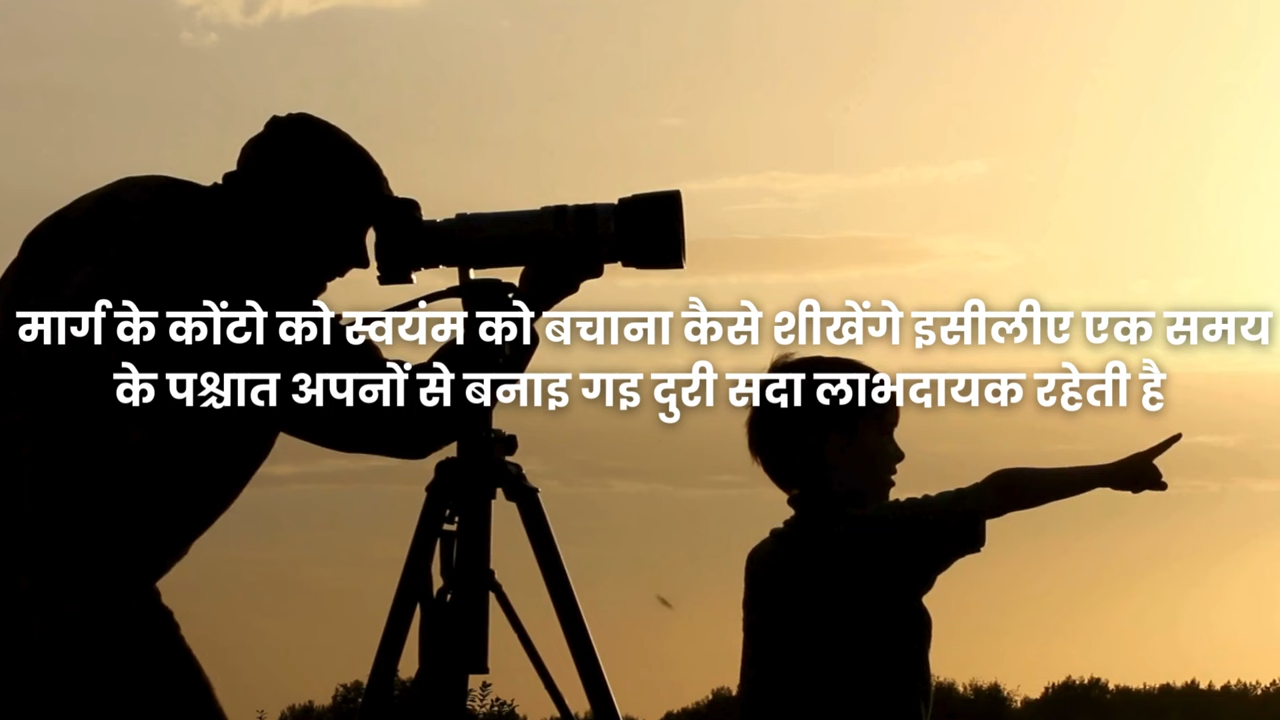 मार्ग के कोंटो को स्वयंम को बचाना कैसे शीखेंगे इसीलीए एक समय
के पश्चात अपनों से बनाइ गइ दुरी सदा लाभदायक रहेती है